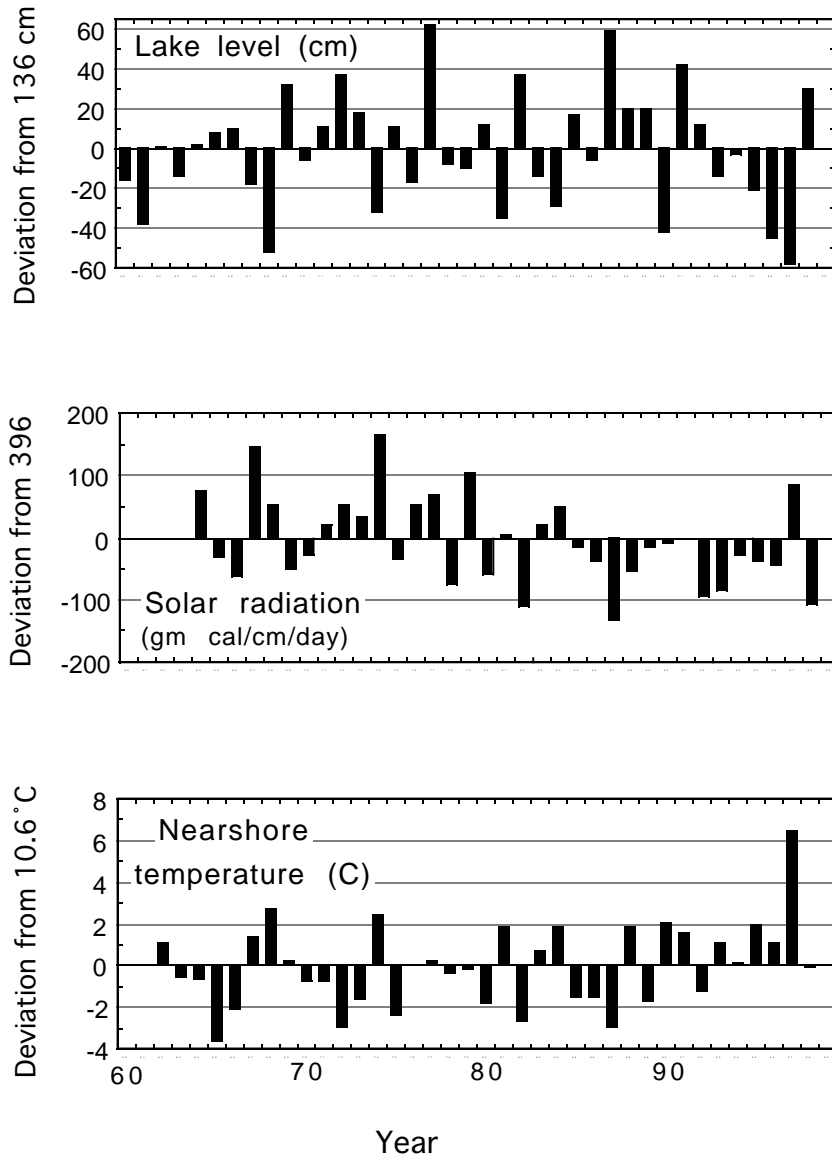 Deviation from 136 cm
60
40
20
0
-20
-40
-60
Lake level (cm)
Deviation from 396
200
100
0
-100
-200
Solar radiation
(gm cal/cm/day)
Deviation from 10.6°C
8
6
4
2
0
-2
-4
Nearshore
temperature (C)
60
70
80
90
Year